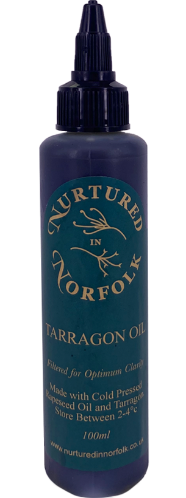 NURTURED
IN
NORFOLK
TARRAGON OIL
Filtered for Optimum Clarity
Made with Cold Pressed
Rapeseed Oil and Tarragon
Store Between 2-4°c
100ml
www.nurturedinnorfolk.co.uk